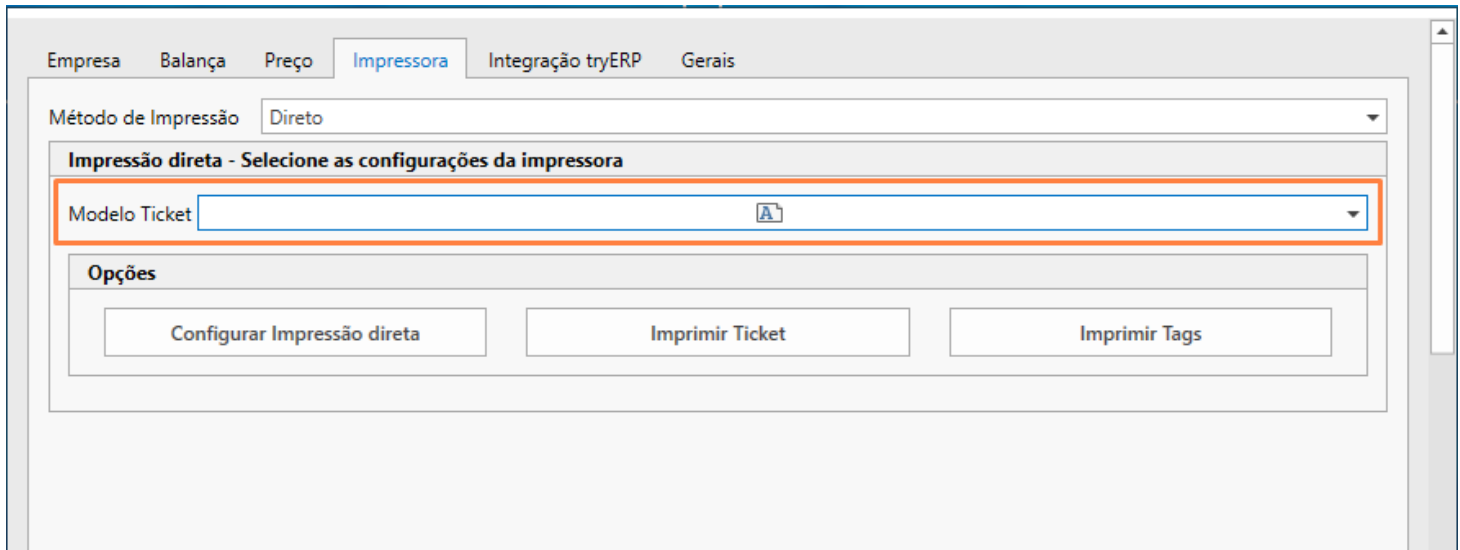 Empresa Balança Preço Impressora Integração tryERP Gerais
Método de Impressão Direto
Impressão direta - Selecione as configurações da impressora
Modelo Ticket A
Opções
Configurar Impressão direta Imprimir Ticket Imprimir Tags